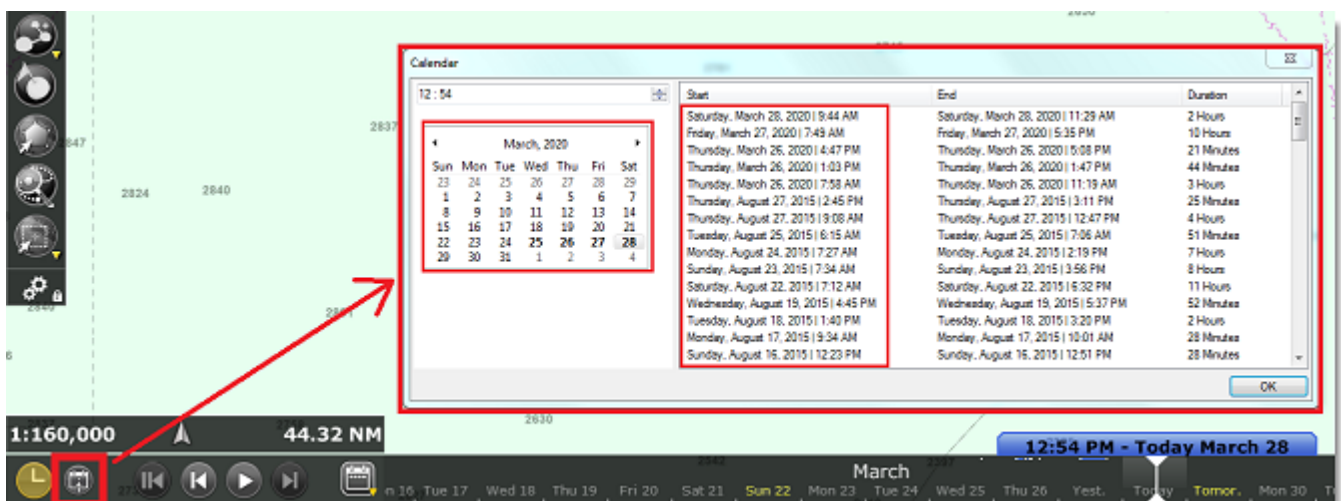 2847
2824
2840
2837
Calendar
12 : 54
March, 2020
Sun Mon Tue Wed Thu Fri Sat
23 24 25 26 27 28 29
1 2 3 4 5 6 7
8 9 10 11 12 13 14
15 16 17 18 19 20 21
22 23 24 25 26 27 28
29 30 31 1 2 3 4
Start End Duration
Saturday, March 28, 2020 | 9:44 AM Saturday, March 28, 2020 | 11:29 AM 2 Hours
Friday, March 27, 2020 | 7:49 AM Friday, March 27, 2020 | 5:35 PM 10 Hours
Thursday, March 26, 2020 | 4:47 PM Thursday, March 26, 2020 | 5:08 PM 21 Minutes
Thursday, March 26, 2020 | 1:03 PM Thursday, March 26, 2020 | 1:47 PM 44 Minutes
Thursday, March 26, 2020 | 7:58 AM Thursday, March 26, 2020 | 11:19 AM 3 Hours
Thursday, August 27, 2015 | 2:45 PM Thursday, August 27, 2015 | 3:11 PM 25 Minutes
Thursday, August 27, 2015 | 9:08 AM Thursday, August 27, 2015 | 12:47 PM 4 Hours
Tuesday, August 25, 2015 | 6:15 AM Tuesday, August 25, 2015 | 7:06 AM 51 Minutes
Monday, August 24, 2015 | 7:27 AM Monday, August 24, 2015 | 2:19 PM 7 Hours
Sunday, August 23, 2015 | 7:34 AM Sunday, August 23, 2015 | 3:56 PM 8 Hours
Saturday, August 22, 2015 | 7:12 AM Saturday, August 22, 2015 | 6:32 PM 11 Hours
Wednesday, August 19, 2015 | 4:45 PM Wednesday, August 19, 2015 | 5:37 PM 52 Minutes
Tuesday, August 18, 2015 | 1:40 PM Tuesday, August 18, 2015 | 3:20 PM 2 Hours
Monday, August 17, 2015 | 9:34 AM Monday, August 17, 2015 | 10:01 AM 28 Minutes
Sunday, August 16, 2015 | 12:23 PM Sunday, August 16, 2015 | 12:51 PM 28 Minutes
OK
2630
1:160,000 44.32 NM
12:54 PM - Today March 28
March
n 16 Tue 17 Wed 18 Thu 19 Fri 20 Sat 21 Sun 22 Mon 23 Tue 24 Wed 25 Thu 26 Yest. Today Tomor. Mon 30 T